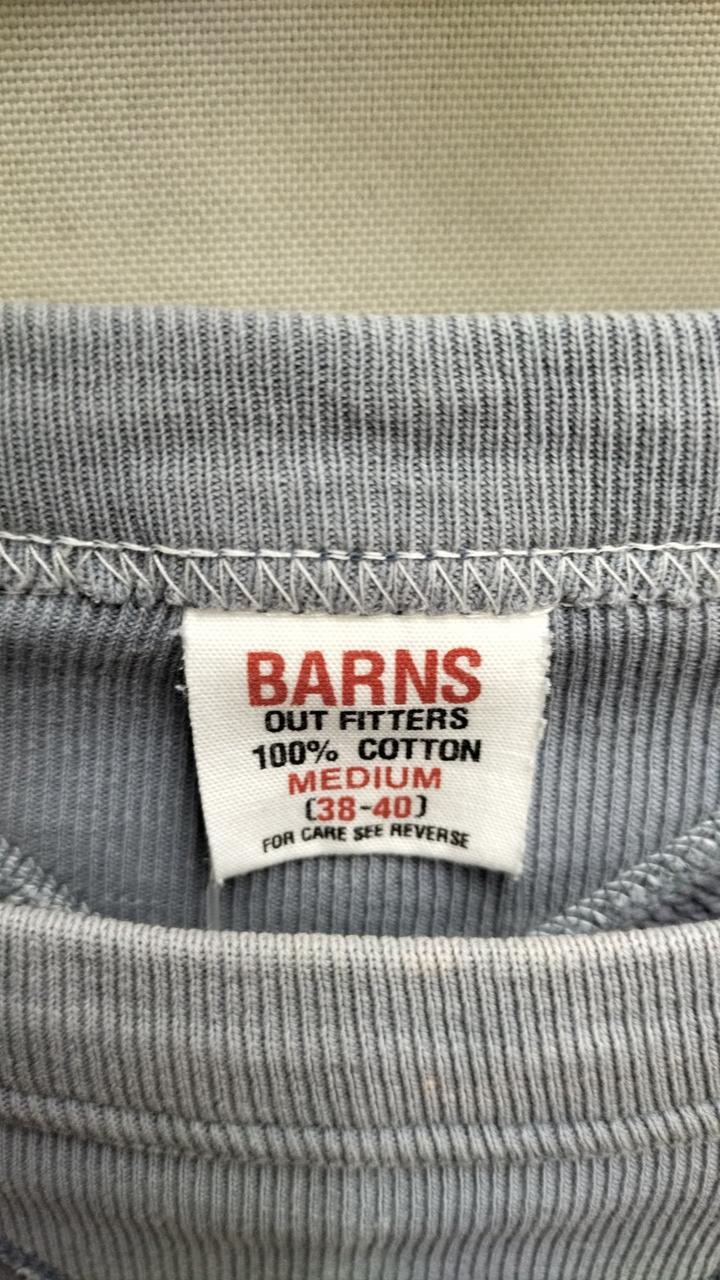 BARNS
OUT FITTERS
100% COTTON
MEDIUM
(38-40)
FOR CARE SEE REVERSE